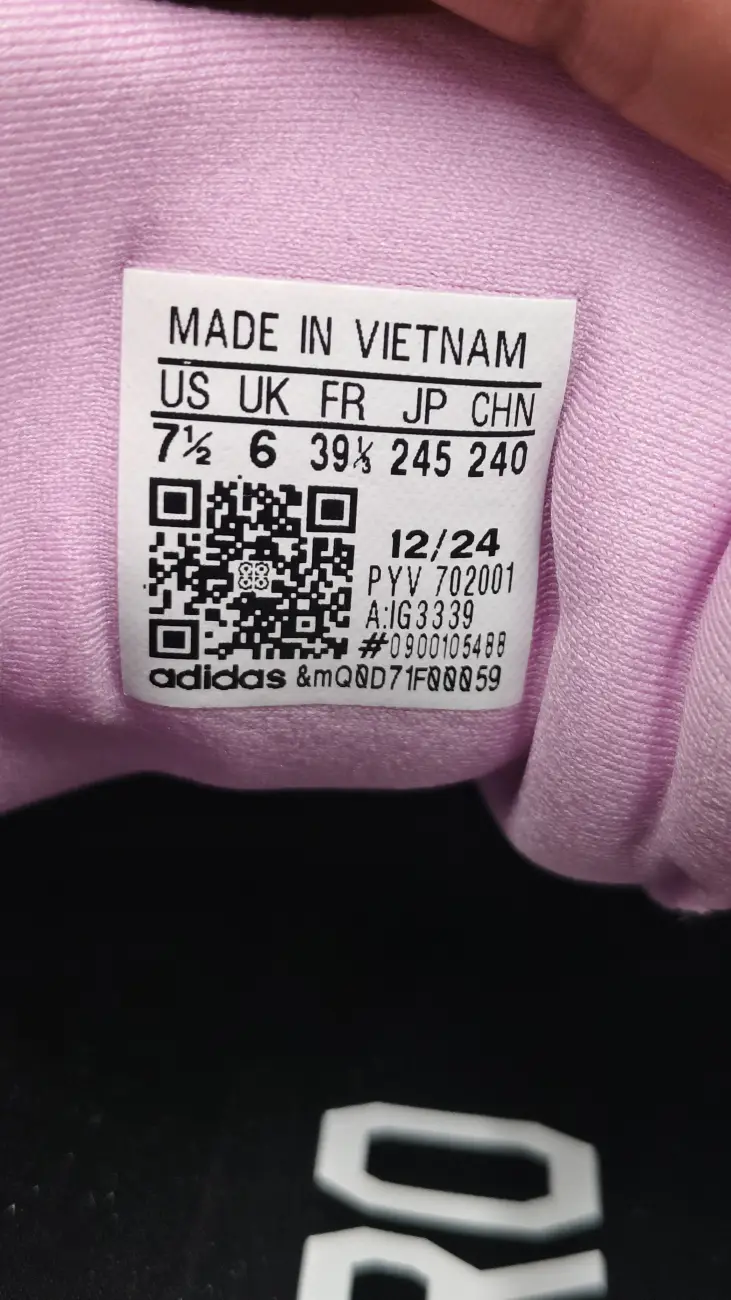 MADE IN VIETNAM
US UK FR JP CHN
7½ 6 39⅓ 245 240
12/24
PYV 702001
A:IG3339
#0900105488
adidas &mQ0D71F00059
RO